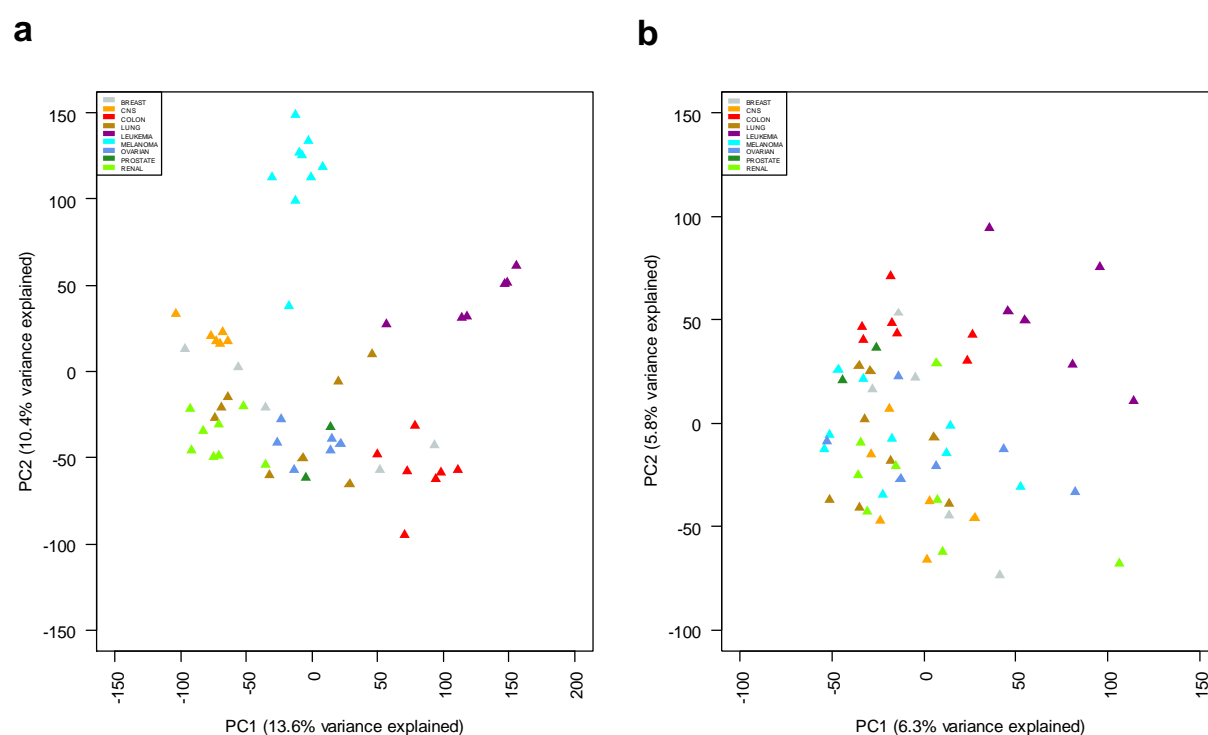 a
b
BREAST
CNS
COLON
LUNG
LEUKEMIA
MELANOMA
OVARIAN
PROSTATE
RENAL
150
100
50
0
-50
-100
-150
PC2 (10.4% variance explained)
-150
-100
-50
0
50
100
150
200
PC1 (13.6% variance explained)
BREAST
CNS
COLON
LUNG
LEUKEMIA
MELANOMA
OVARIAN
PROSTATE
RENAL
150
100
50
0
-50
-100
PC2 (5.8% variance explained)
-100
-50
0
50
100
150
PC1 (6.3% variance explained)